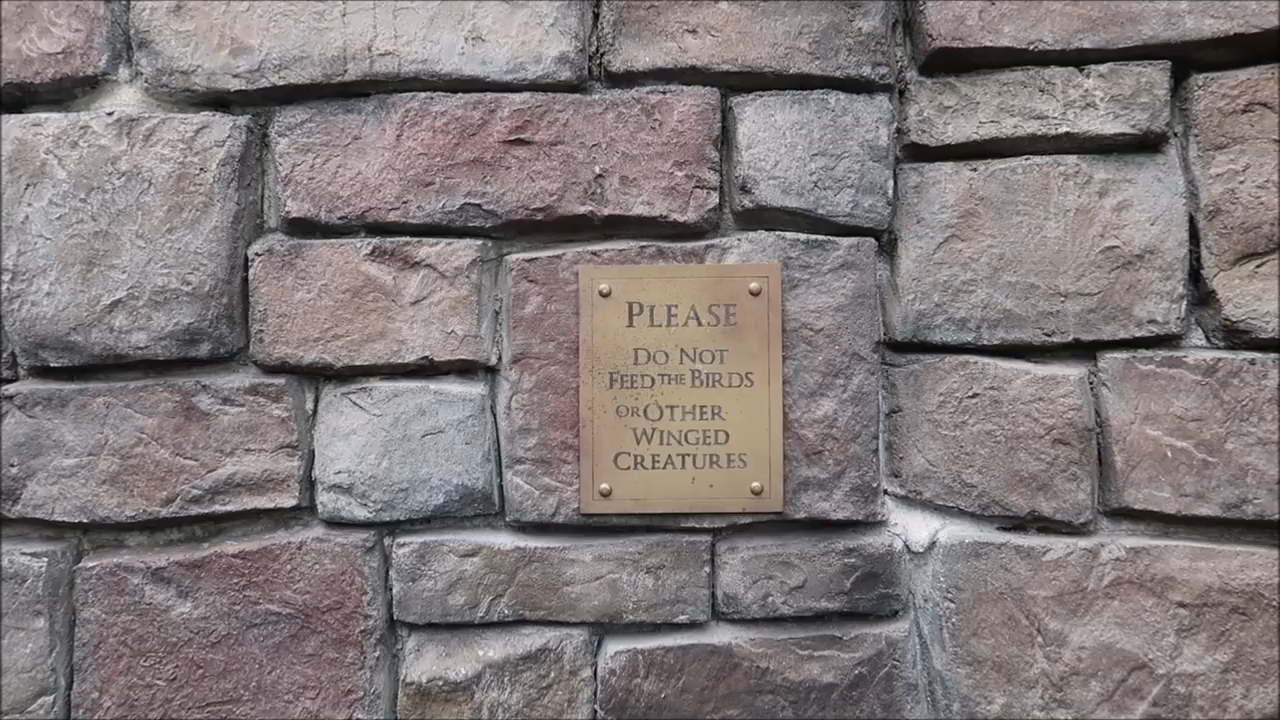 PLEASE
DO NOT
FEED THE BIRDS
OR OTHER
WINGED
CREATURES